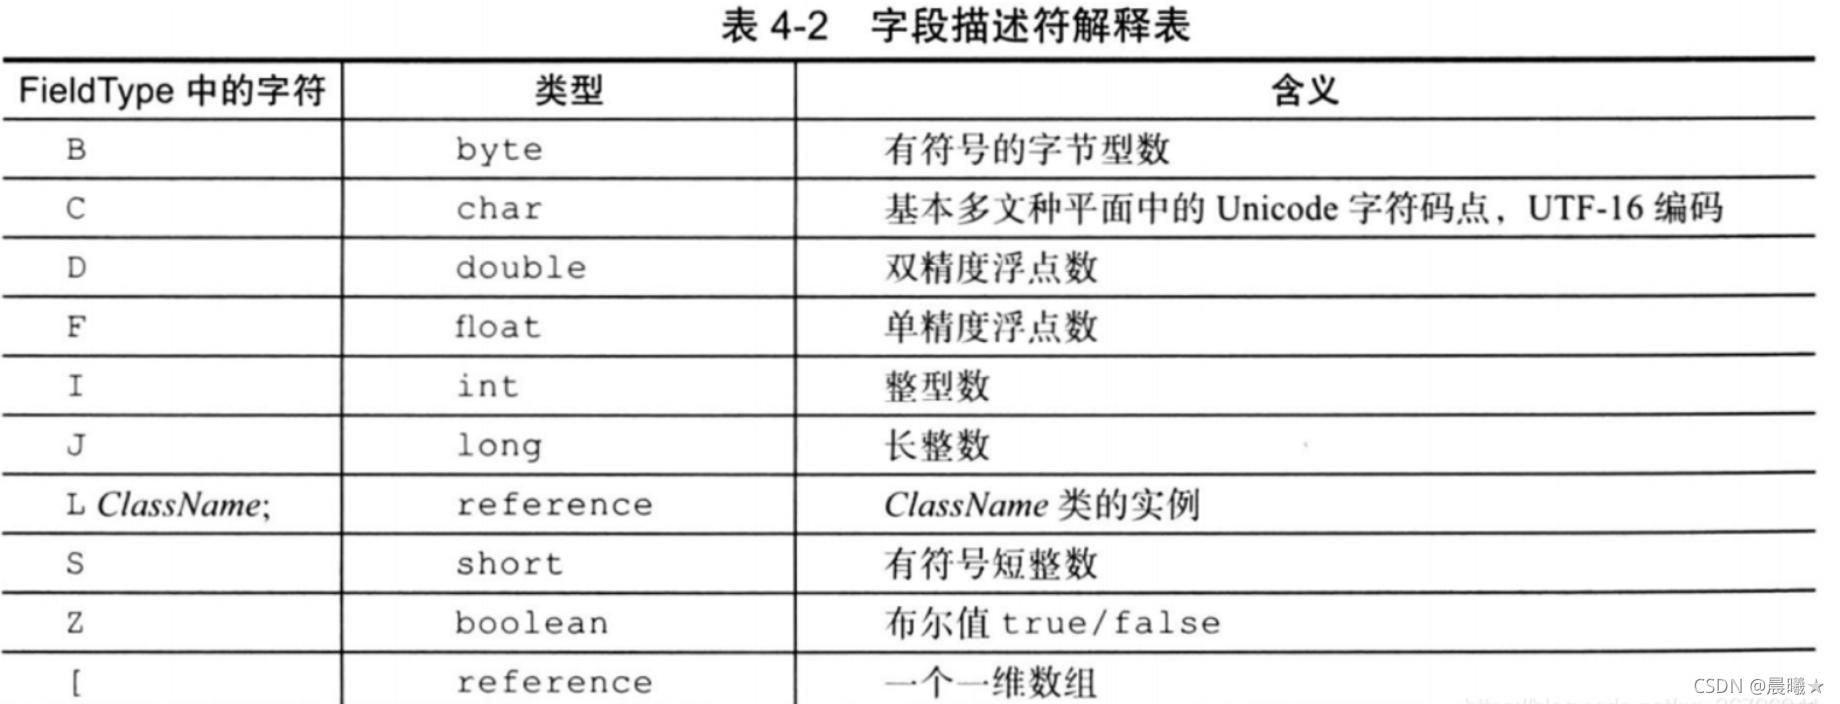 表 4-2 字段描述符解释表
FieldType 中的字符 类型 含义
B byte 有符号的字节型数
C char 基本多文种平面中的 Unicode 字符码点，UTF-16 编码
D double 双精度浮点数
F float 单精度浮点数
I int 整型数
J long 长整数
L ClassName; reference ClassName 类的实例
S short 有符号短整数
Z boolean 布尔值 true/false
[ reference 一个一维数组
CSDN @晨曦★